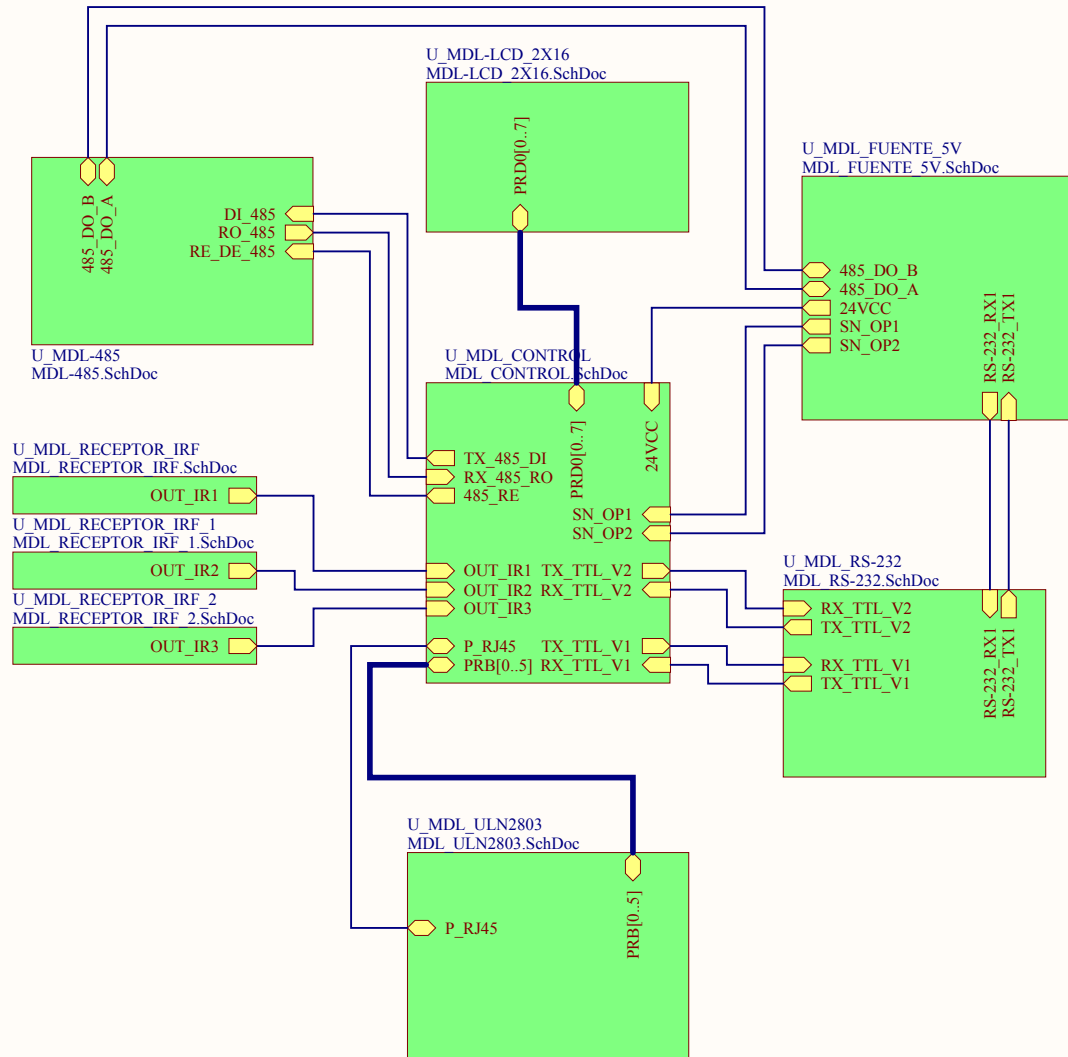 U_MDL-LCD_2X16
MDL-LCD_2X16.SchDoc
PRD0[0..7]
485_DO_B
485_DO_A
DI_485
RO_485
RE_DE_485
U_MDL-485
MDL-485.SchDoc
U_MDL_FUENTE_5V
MDL_FUENTE_5V.SchDoc
485_DO_B
485_DO_A
24VCC
SN_OP1
SN_OP2
RS-232_RX1
RS-232_TX1
U_MDL_CONTROL
MDL_CONTROL.SchDoc
PRD0[0..7]
24VCC
TX_485_DI
RX_485_RO
485_RE
SN_OP1
SN_OP2
OUT_IR1
OUT_IR2
OUT_IR3
TX_TTL_V2
RX_TTL_V2
P_RJ45
PRB[0..5]
TX_TTL_V1
RX_TTL_V1
U_MDL_RECEPTOR_IRF
MDL_RECEPTOR_IRF.SchDoc
OUT_IR1
U_MDL_RECEPTOR_IRF_1
MDL_RECEPTOR_IRF_1.SchDoc
OUT_IR2
U_MDL_RECEPTOR_IRF_2
MDL_RECEPTOR_IRF_2.SchDoc
OUT_IR3
U_MDL_RS-232
MDL_RS-232.SchDoc
RX_TTL_V2
TX_TTL_V2
RX_TTL_V1
TX_TTL_V1
RS-232_RX1
RS-232_TX1
U_MDL_ULN2803
MDL_ULN2803.SchDoc
P_RJ45
PRB[0..5]